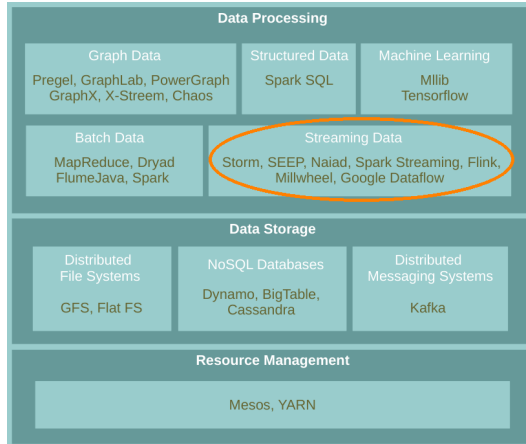 Data Processing
Graph Data
Pregel, GraphLab, PowerGraph
GraphX, X-Streem, Chaos
Structured Data
Spark SQL
Machine Learning
Mllib
Tensorflow
Batch Data
MapReduce, Dryad
FlumeJava, Spark
Streaming Data
Storm, SEEP, Naiad, Spark Streaming, Flink,
Millwheel, Google Dataflow
Data Storage
Distributed
File Systems
GFS, Flat FS
NoSQL Databases
Dynamo, BigTable,
Cassandra
Distributed
Messaging Systems
Kafka
Resource Management
Mesos, YARN